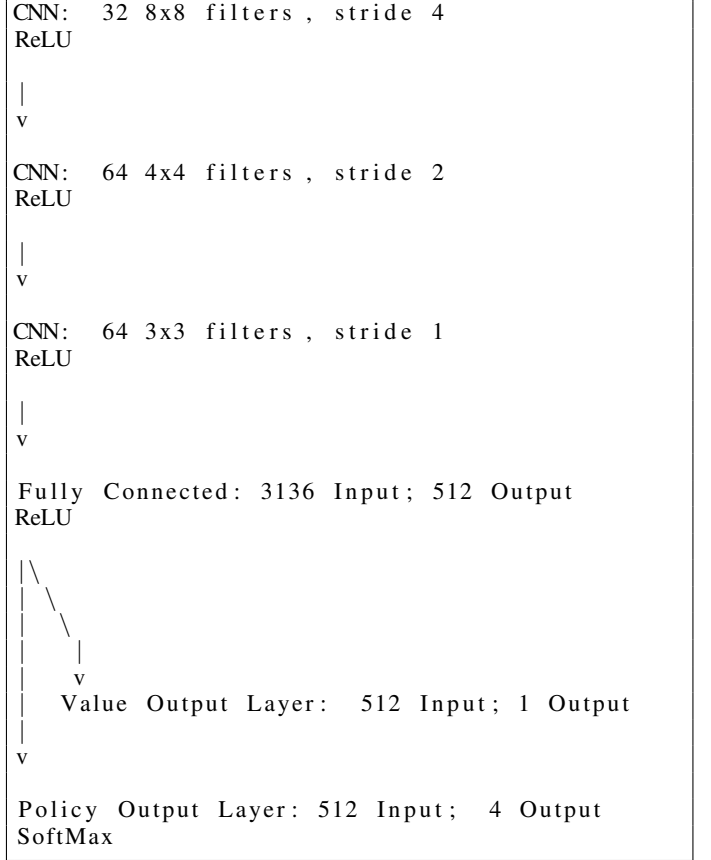 CNN: 32 8x8 filters, stride 4
ReLU
|
v
CNN: 64 4x4 filters, stride 2
ReLU
|
v
CNN: 64 3x3 filters, stride 1
ReLU
|
v
Fully Connected: 3136 Input; 512 Output
ReLU
|\
| \
|  \
|   |
|   v
|  Value Output Layer: 512 Input; 1 Output
|
v
Policy Output Layer: 512 Input; 4 Output
SoftMax